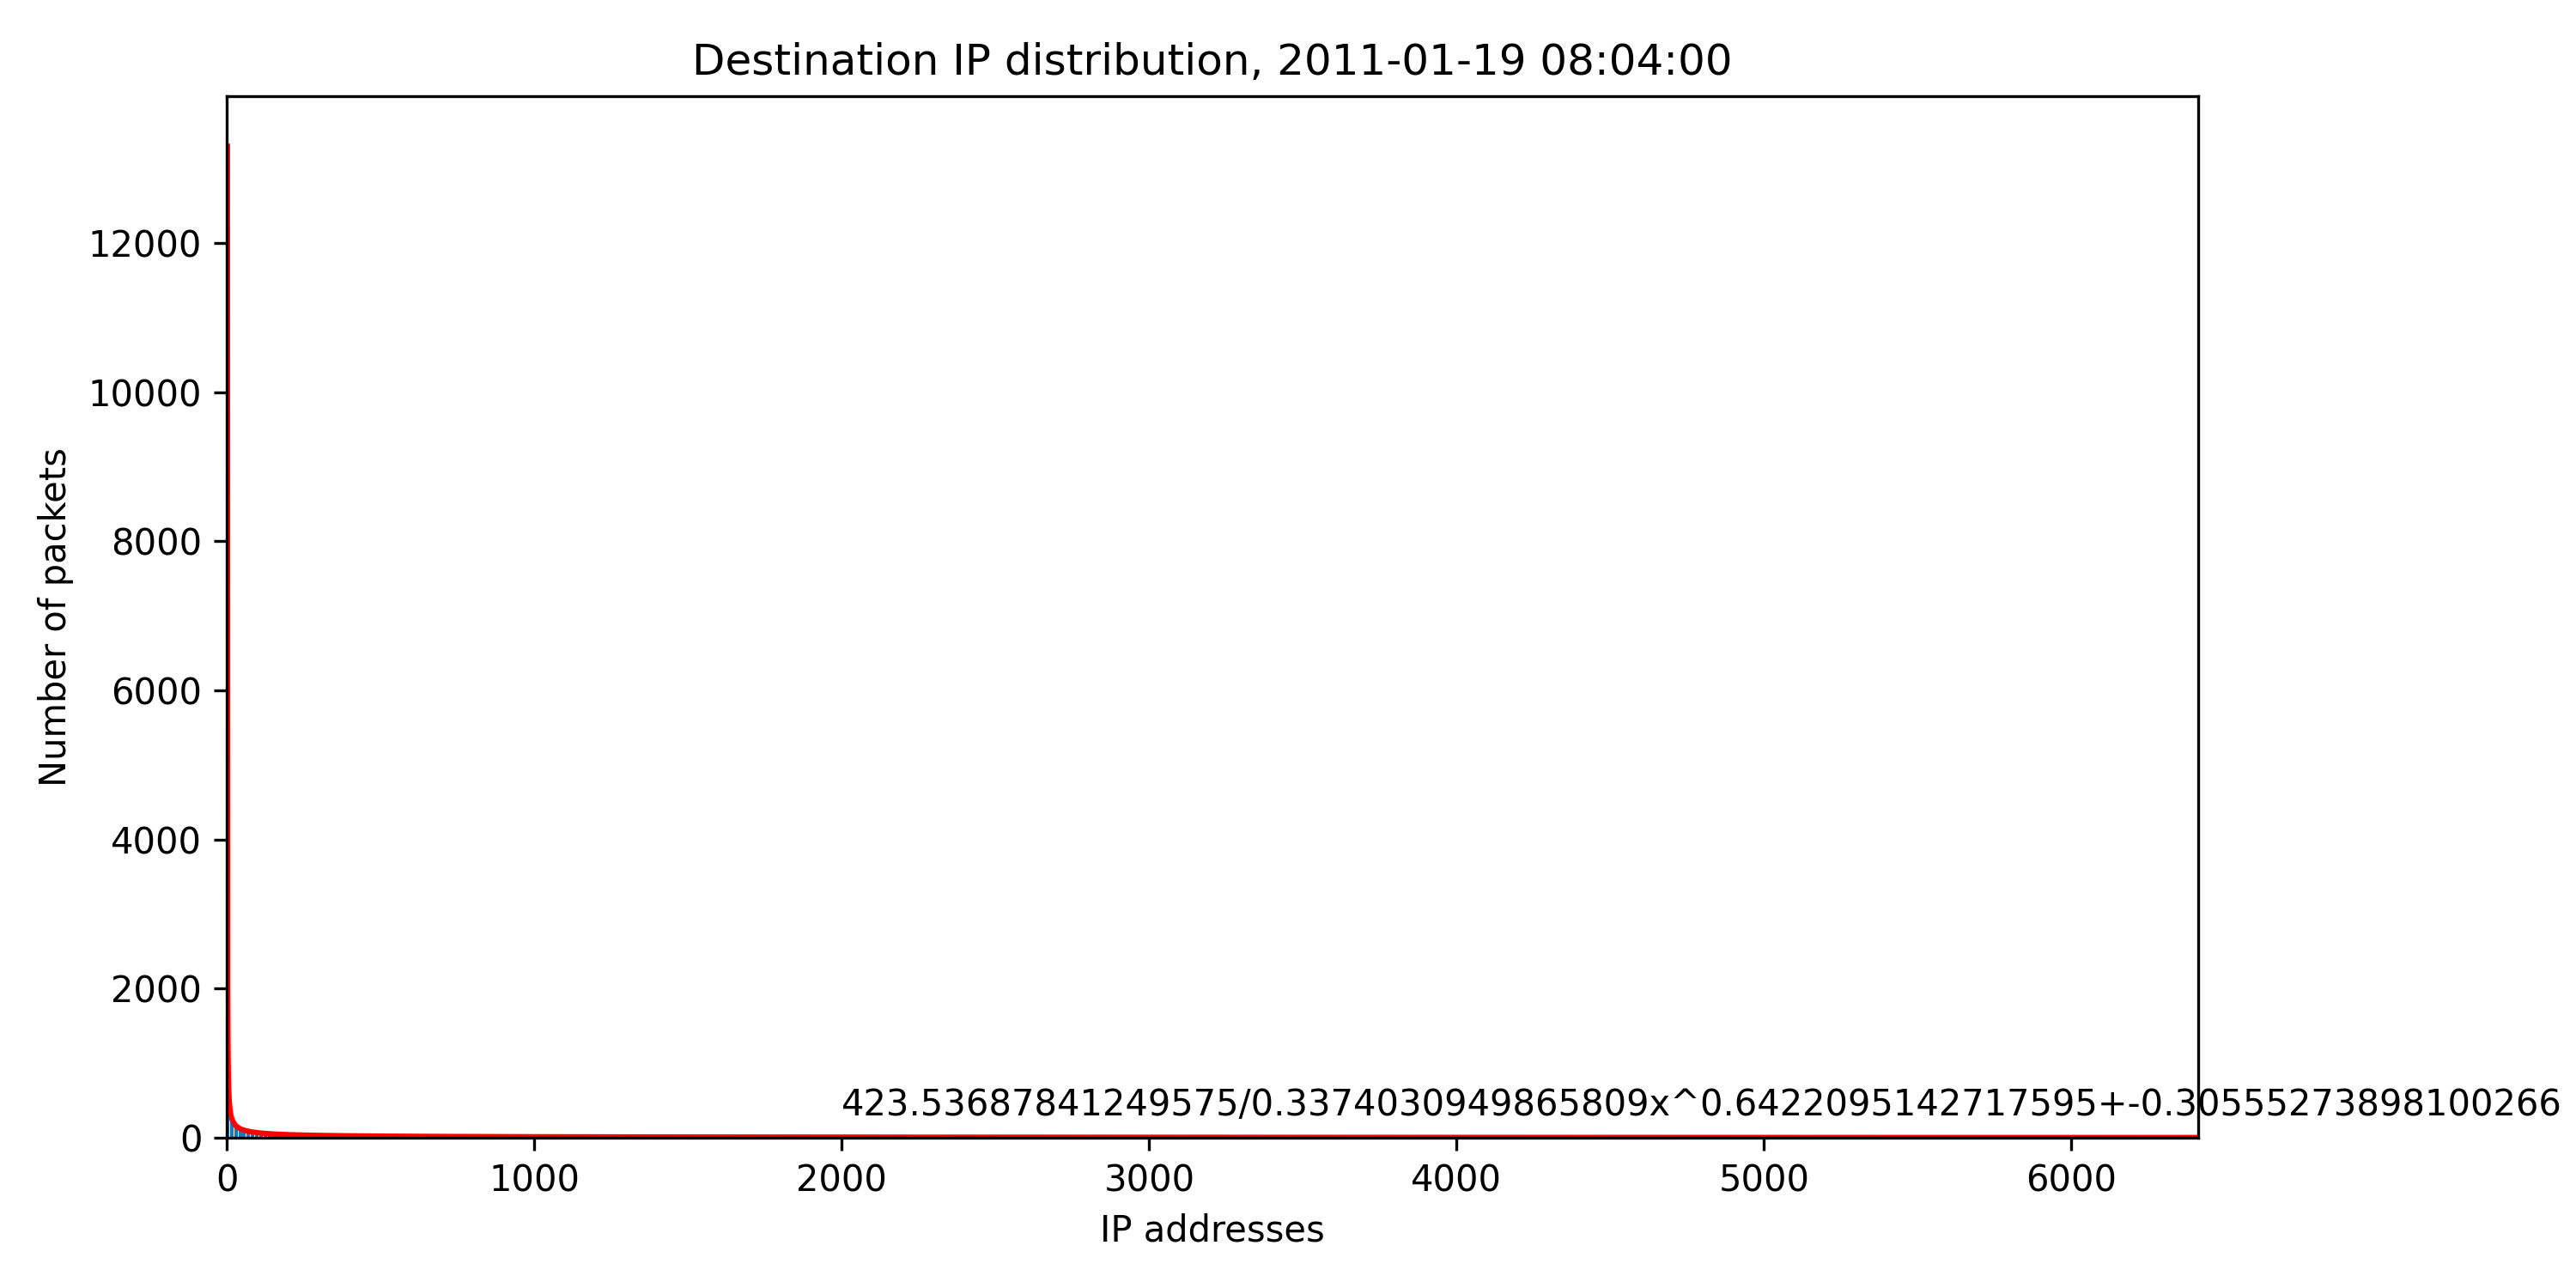 Destination IP distribution, 2011-01-19 08:04:00
12000
10000
8000
6000
4000
2000
0
Number of packets
423.53687841249575/0.3374030949865809x^0.6422095142717595+-0.30555273898100266
0 1000 2000 3000 4000 5000 6000
IP addresses